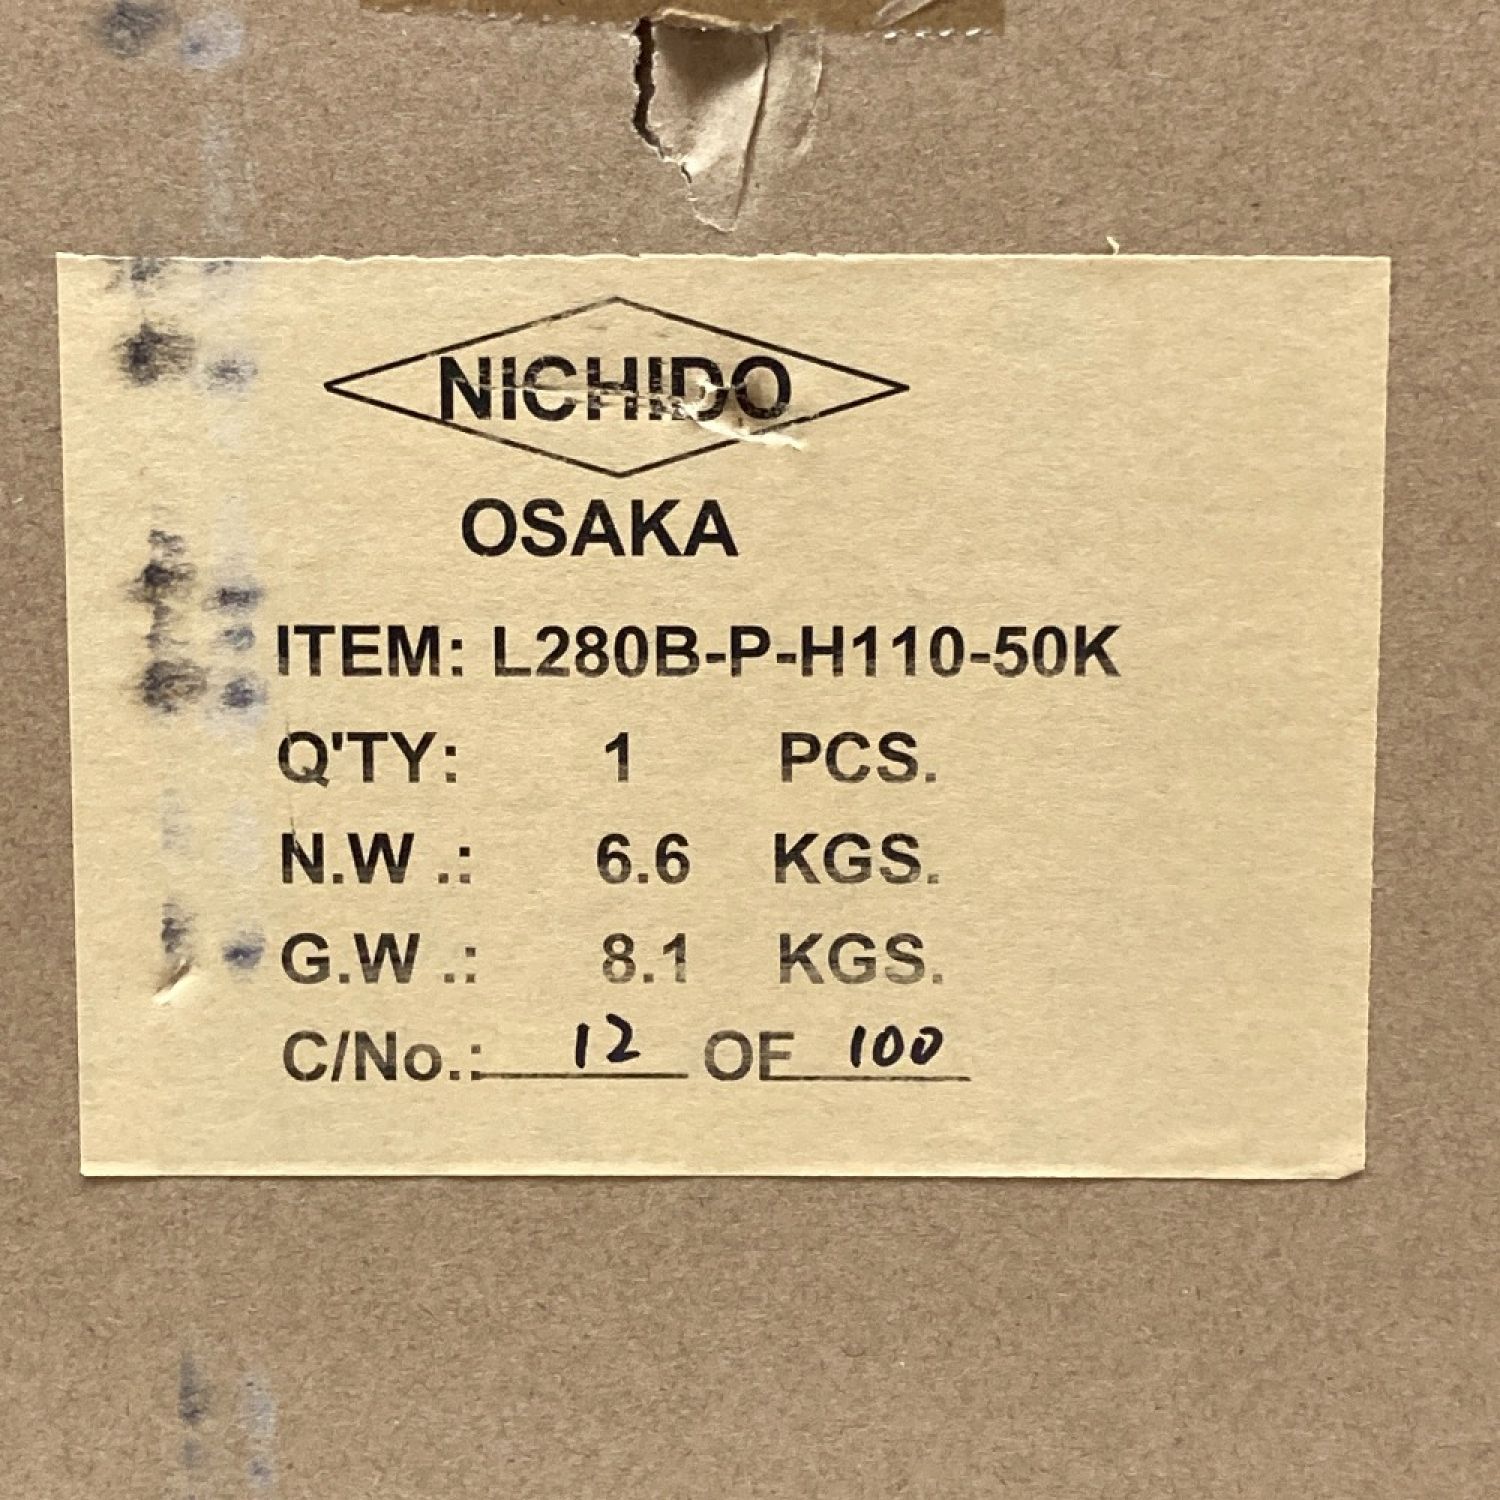 NICHIDO
OSAKA
ITEM: L280B-P-H110-50K
Q'TY: 1 PCS.
N.W .: 6.6 KGS.
G.W .: 8.1 KGS.
C/No.: 12 OF 100